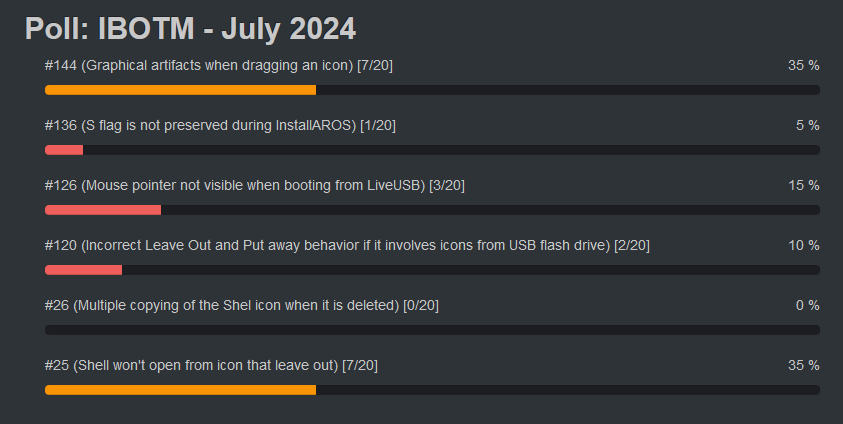 Poll: IBOTM - July 2024
#144 (Graphical artifacts when dragging an icon) [7/20] 35 %
#136 (S flag is not preserved during InstallAROS) [1/20] 5 %
#126 (Mouse pointer not visible when booting from LiveUSB) [3/20] 15 %
#120 (Incorrect Leave Out and Put away behavior if it involves icons from USB flash drive) [2/20] 10 %
#26 (Multiple copying of the Shel icon when it is deleted) [0/20] 0 %
#25 (Shell won't open from icon that leave out) [7/20] 35 %